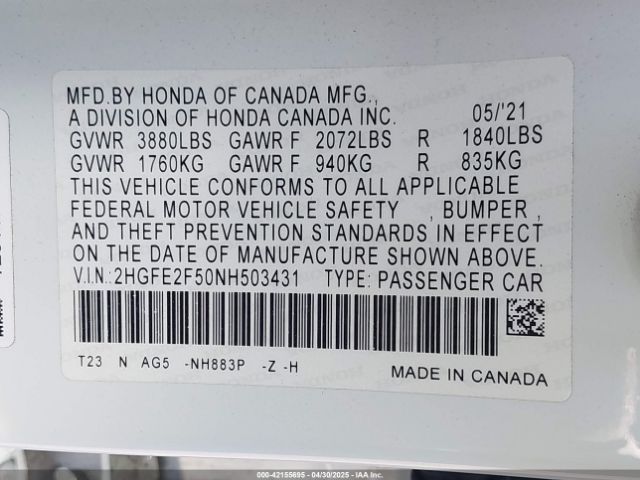 MFD.BY HONDA OF CANADA MFG.,
A DIVISION OF HONDA CANADA INC. 05/'21
GVWR 3880LBS GAWR F 2072LBS R 1840LBS
GVWR 1760KG GAWR F 940KG R 835KG
THIS VEHICLE CONFORMS TO ALL APPLICABLE
FEDERAL MOTOR VEHICLE SAFETY , BUMPER ,
AND THEFT PREVENTION STANDARDS IN EFFECT
ON THE DATE OF MANUFACTURE SHOWN ABOVE.
V.I.N.:2HGFE2F50NH503431 TYPE: PASSENGER CAR
T23 N AG5 -NH883P -Z -H
MADE IN CANADA
000-42155695 - 04/30/2025 - IAA Inc.